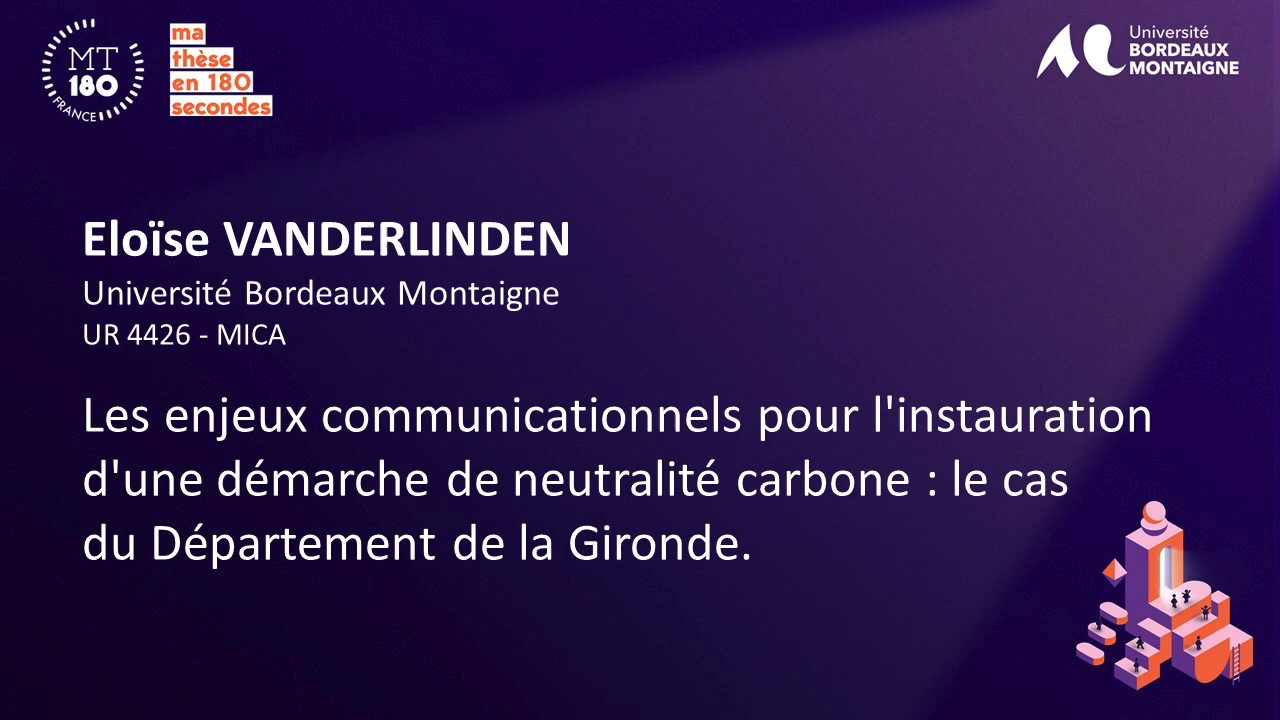 MT
180
FRANCE
ma
thèse
en 180
secondes
Université
BORDEAUX
MONTAIGNE
Eloïse VANDERLINDEN
Université Bordeaux Montaigne
UR 4426 - MICA
Les enjeux communicationnels pour l'instauration
d'une démarche de neutralité carbone : le cas
du Département de la Gironde.